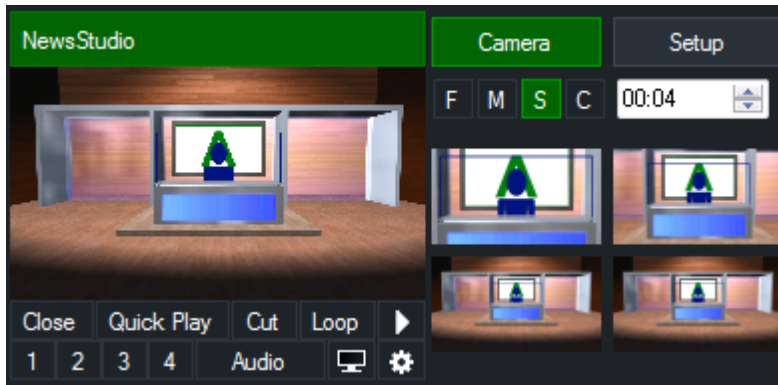 NewsStudio
Camera Setup
F M S C 00:04
Close Quick Play Cut Loop
1 2 3 4 Audio